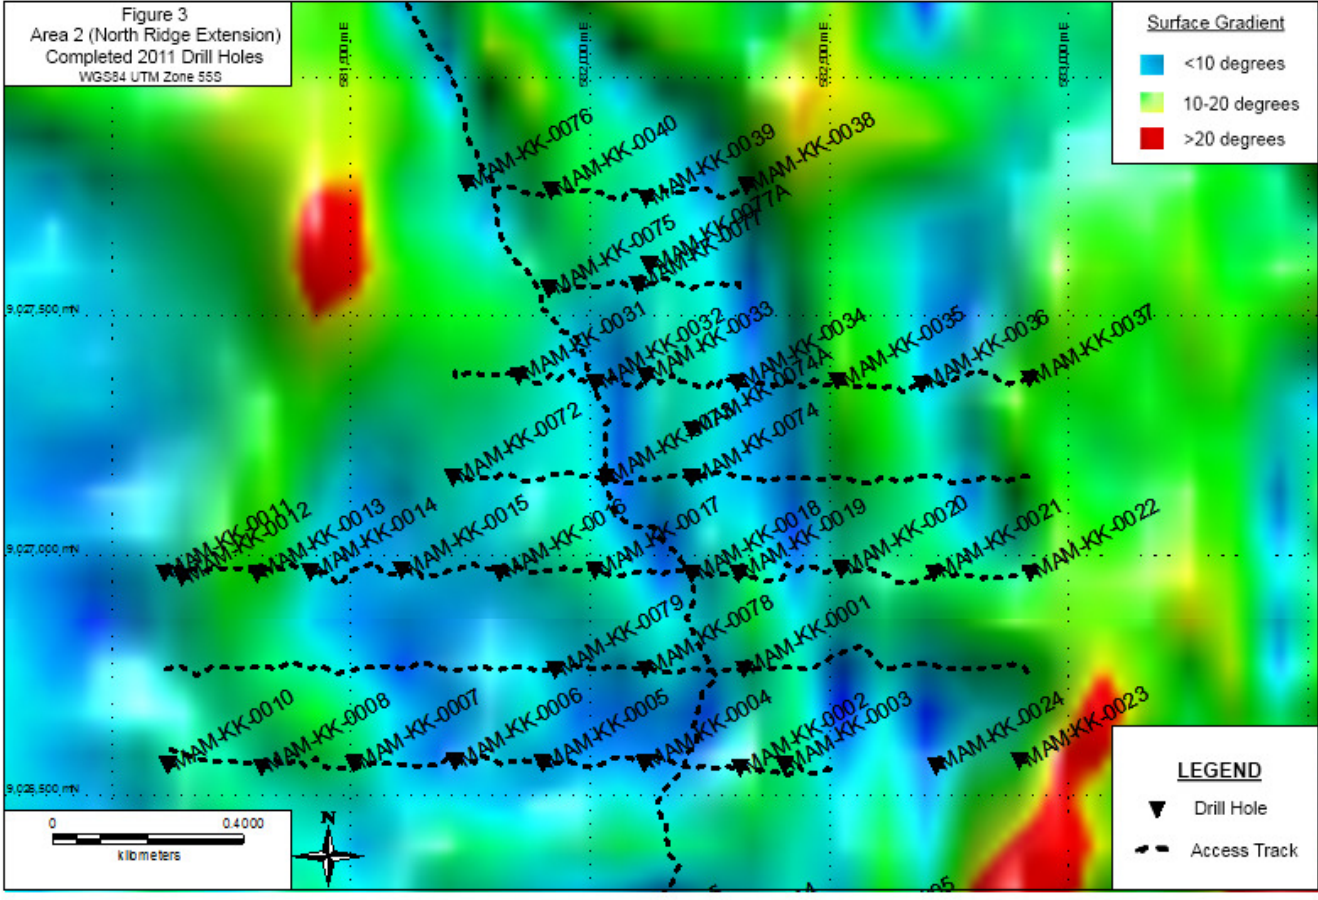 Figure 3
Area 2 (North Ridge Extension)
Completed 2011 Drill Holes
WGS84 UTM Zone 55S
Surface Gradient
<10 degrees
10-20 degrees
>20 degrees
MAM-KK-0076
MAM-KK-0040
MAM-KK-0039
MAM-KK-0038
MAM-KK-0075
MAM-KK-0077A
MAM-KK-0077
9,027,500 mN
MAM-KK-0031
MAM-KK-0032
MAM-KK-0033
MAM-KK-0034
MAM-KK-0035
MAM-KK-0036
MAM-KK-0037
MAM-KK-0074A
MAM-KK-0072
MAM-KK-0073
MAM-KK-0074
9,027,000 mN
MAM-KK-0011
MAM-KK-0012
MAM-KK-0013
MAM-KK-0014
MAM-KK-0015
MAM-KK-0016
MAM-KK-0017
MAM-KK-0018
MAM-KK-0019
MAM-KK-0020
MAM-KK-0021
MAM-KK-0022
MAM-KK-0079
MAM-KK-0078
MAM-KK-0001
MAM-KK-0010
MAM-KK-0008
MAM-KK-0007
MAM-KK-0006
MAM-KK-0005
MAM-KK-0004
MAM-KK-0002
MAM-KK-0003
MAM-KK-0024
MAM-KK-0023
9,026,500 mN
0 0.4000
kilometers
N
LEGEND
Drill Hole
Access Track